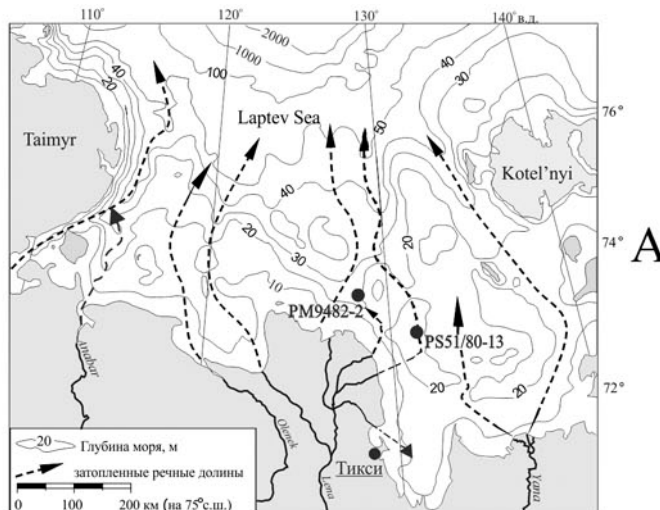 110° 120° 130° 140° в.д.
2000
1000
40
20
100
40
30
50
76°
Taimyr
Laptev Sea
Kotel'nyi
A
40
20
30
20
74°
10
PM9482-2
PS51/80-13
20
20
72°
Anabar
Olenek
Lena
Yana
Тикси
20 Глубина моря, м
затопленные речные долины
0 100 200
км (на 75°с.ш.)